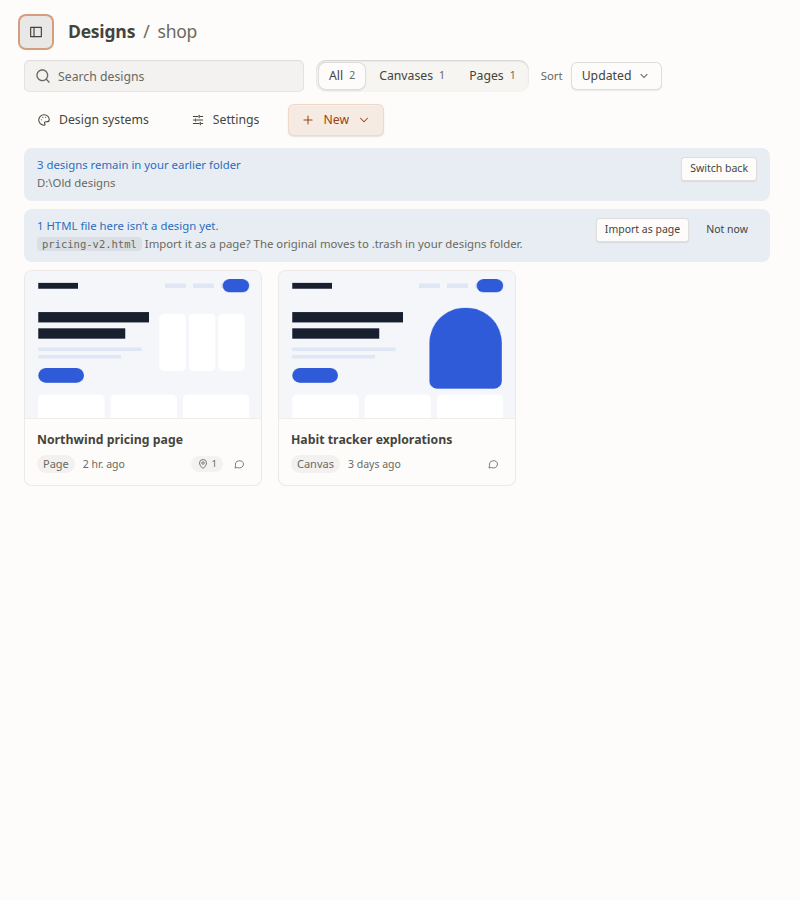 Designs / shop
Search designs
All 2 Canvases 1 Pages 1 Sort Updated
Design systems Settings New
3 designs remain in your earlier folder
D:\Old designs
Switch back
1 HTML file here isn’t a design yet.
pricing-v2.html Import it as a page? The original moves to .trash in your designs folder.
Import as page Not now
Northwind pricing page
Page 2 hr. ago 1
Habit tracker explorations
Canvas 3 days ago